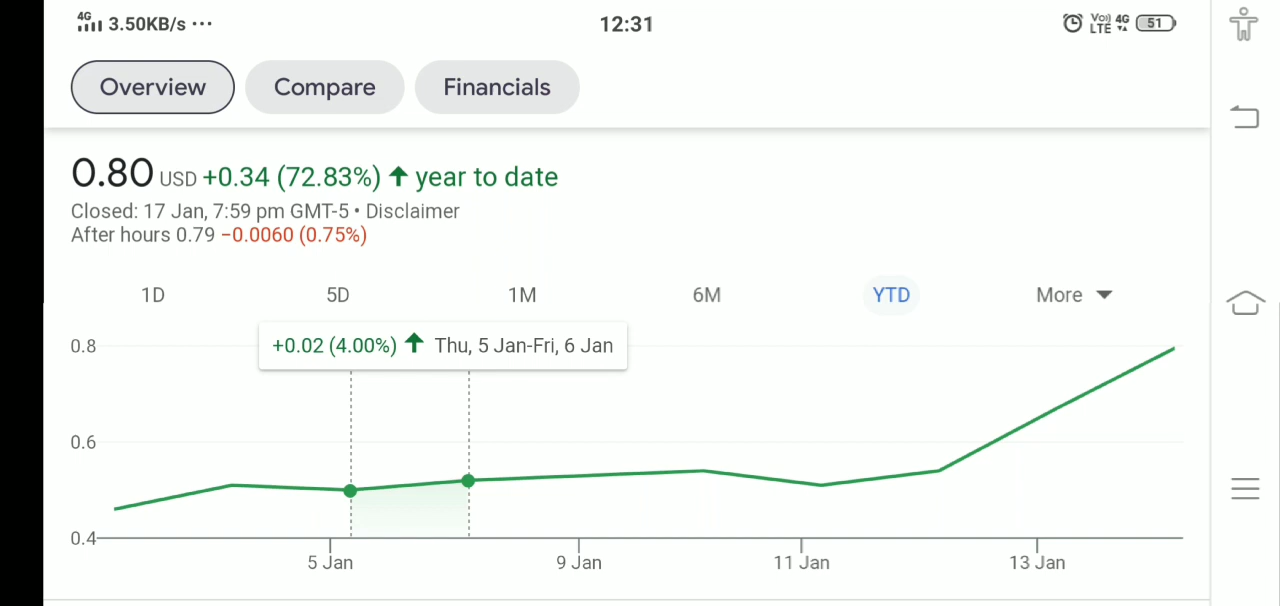 4G 3.50KB/s ··· 12:31 Vo) LTE 4G 51
Overview Compare Financials
0.80 USD +0.34 (72.83%) ↑ year to date
Closed: 17 Jan, 7:59 pm GMT-5 • Disclaimer
After hours 0.79 −0.0060 (0.75%)
1D 5D 1M 6M YTD More
+0.02 (4.00%) ↑ Thu, 5 Jan-Fri, 6 Jan
0.8
0.6
0.4
5 Jan 9 Jan 11 Jan 13 Jan